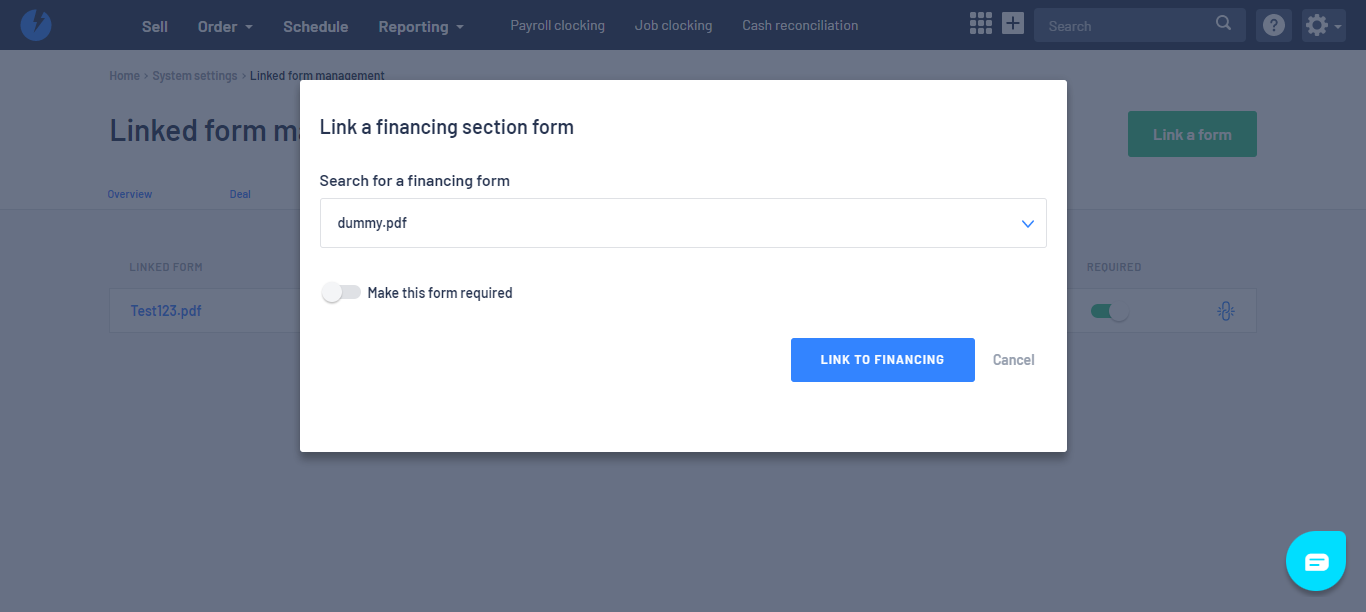 Sell Order Schedule Reporting Payroll clocking Job clocking Cash reconciliation Search ?
Home › System settings › Linked form management
Link a financing section form
Linked form
Link a form
Search for a financing form
Overview Deal
dummy.pdf
LINKED FORM REQUIRED
Make this form required
Test123.pdf
LINK TO FINANCING Cancel